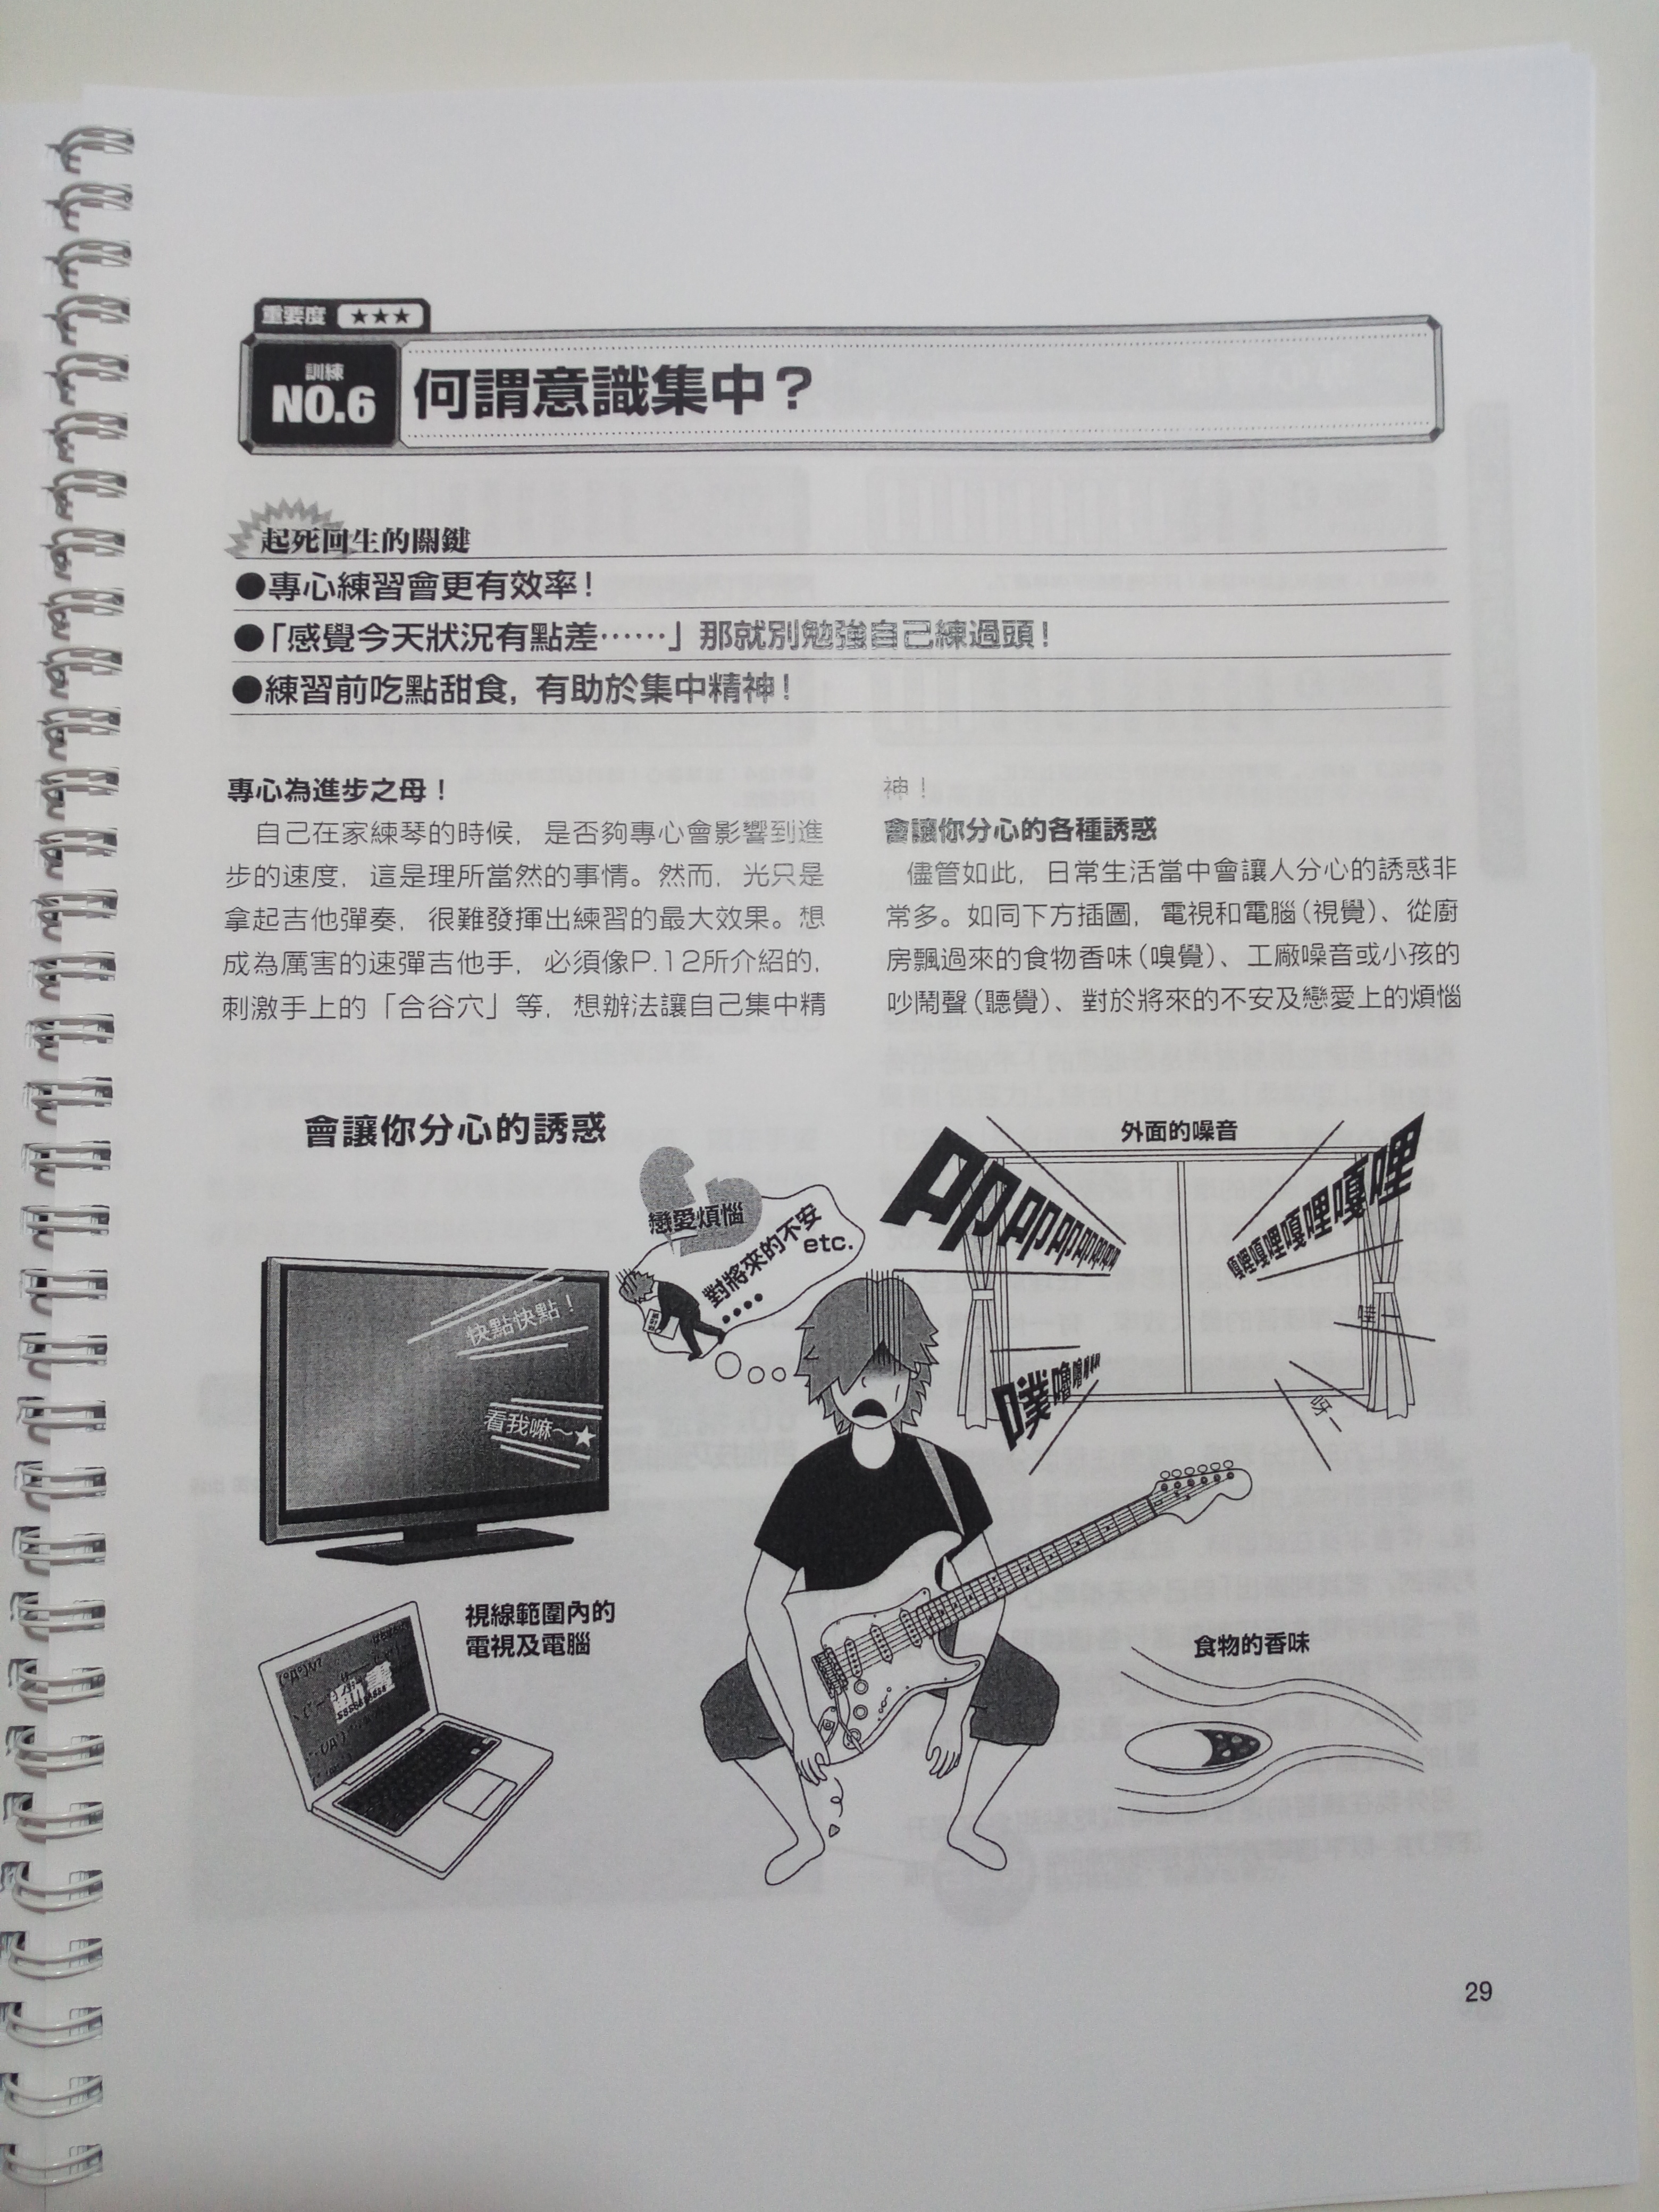 重要度 ★★★
訓練
NO.6
何謂意識集中？
起死回生的關鍵
●專心練習會更有效率！
●「感覺今天狀況有點差……」那就別勉強自己練過頭！
●練習前吃點甜食，有助於集中精神！
專心為進步之母！
自己在家練琴的時候，是否夠專心會影響到進
步的速度，這是理所當然的事情。然而，光只是
拿起吉他彈奏，很難發揮出練習的最大效果。想
成為厲害的速彈吉他手，必須像P.12所介紹的，
刺激手上的「合谷穴」等，想辦法讓自己集中精
神！
會讓你分心的各種誘惑
儘管如此，日常生活當中會讓人分心的誘惑非
常多。如同下方插圖，電視和電腦（視覺）、從廚
房飄過來的食物香味（嗅覺）、工廠噪音或小孩的
吵鬧聲（聽覺）、對於將來的不安及戀愛上的煩惱
會讓你分心的誘惑
戀愛煩惱
對將來的不安
etc.
外面的噪音
叩叩叩叩叩叩叩
嘎哩嘎哩嘎哩嘎哩
噗嚕嚕
哇—
呀—
快點快點！
看我嘛～★
視線範圍內的
電視及電腦
動畫
食物的香味
29